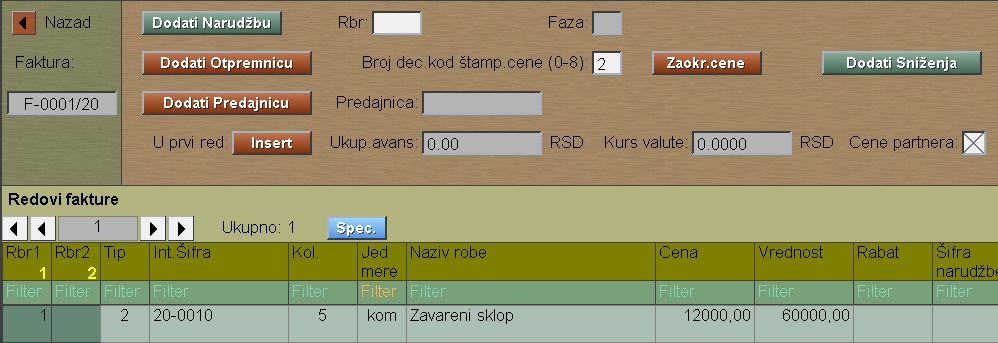 Nazad Dodati Narudžbu Rbr: Faza:
Faktura: Dodati Otpremnicu Broj dec.kod štamp.cene (0-8): 2 Zaokr.cene Dodati Sniženja
F-0001/20 Dodati Predajnicu Predajnica:
U prvi red: Insert Ukup.avans: 0.00 RSD Kurs valute: 0.0000 RSD Cene partnera:
Redovi fakture
1 Ukupno: 1 Spec.
Rbr1 Rbr2 Tip Int.Šifra Kol. Jed Naziv robe Cena Vrednost Rabat Šifra
1 2 mere narudžbe
Filter Filter Filter Filter Filter Filter Filter Filter Filter Filter Filter
1 2 20-0010 5 kom Zavareni sklop 12000,00 60000,00